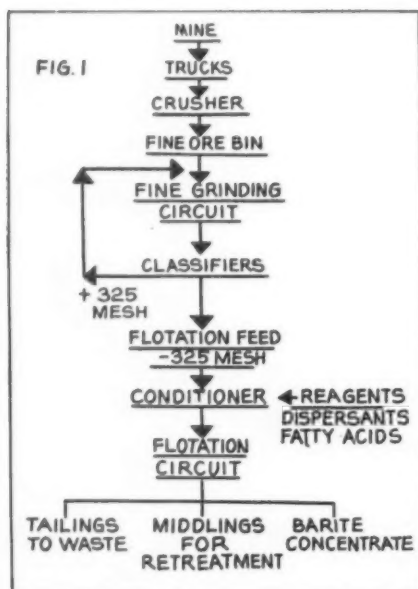 FIG. 1
MINE
TRUCKS
CRUSHER
FINE ORE BIN
FINE GRINDING
CIRCUIT
CLASSIFIERS
+ 325
MESH
FLOTATION FEED
-325 MESH
CONDITIONER
REAGENTS
DISPERSANTS
FATTY ACIDS
FLOTATION
CIRCUIT
TAILINGS
TO WASTE
MIDDLINGS
FOR
RETREATMENT
BARITE
CONCENTRATE